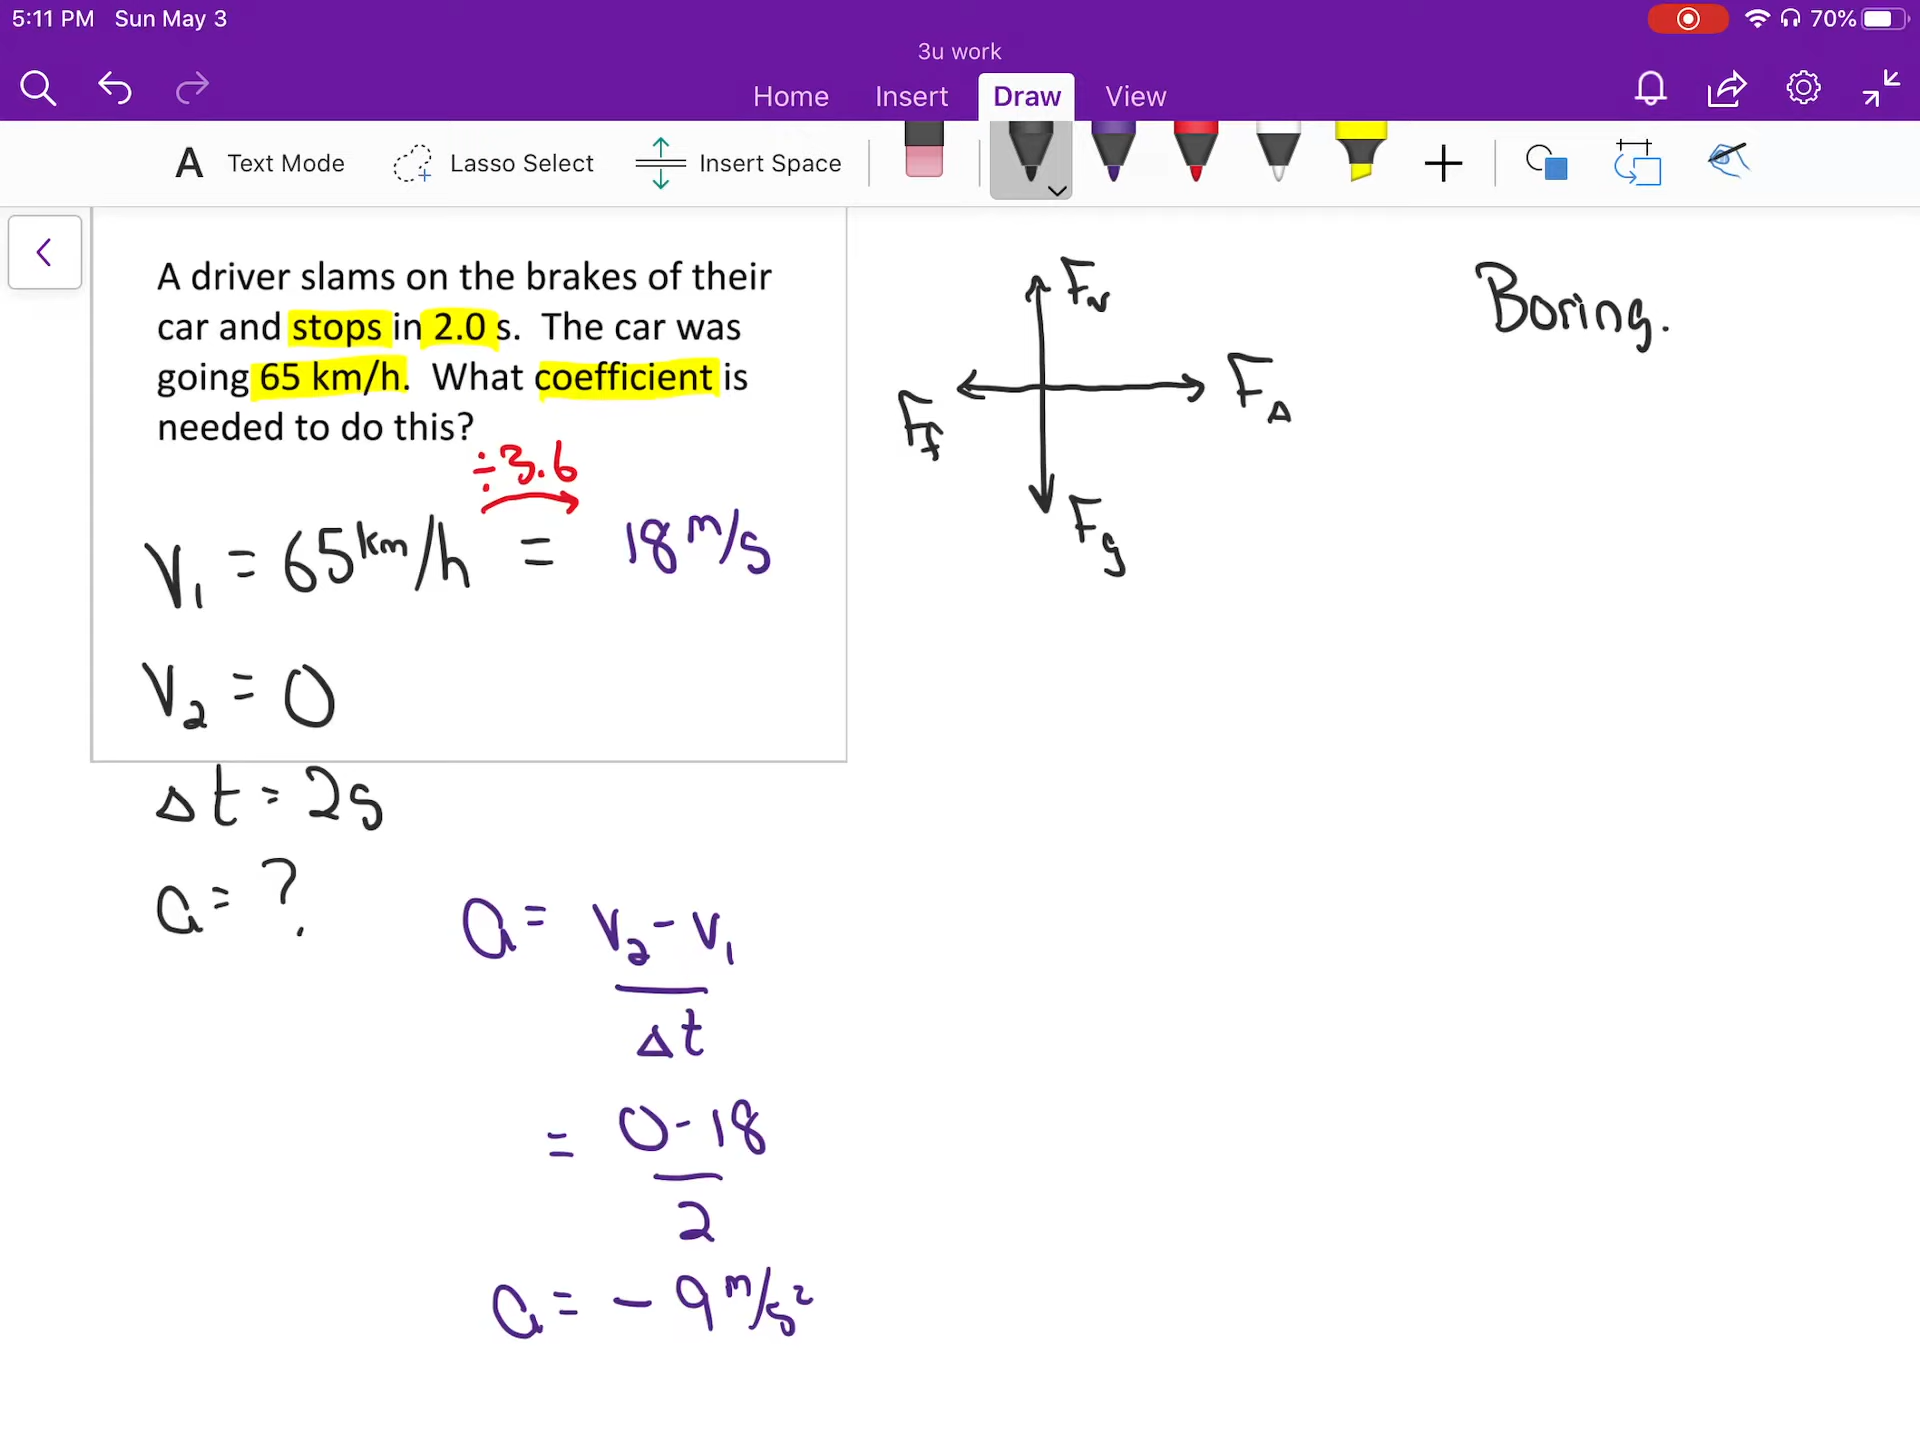 5:11 PM Sun May 3
70%
3u work
Home Insert Draw View
A Text Mode Lasso Select Insert Space
A driver slams on the brakes of their
car and stops in 2.0 s. The car was
going 65 km/h. What coefficient is
needed to do this?
÷3.6
V₁ = 65 km/h = 18 m/s
V₂ = 0
Δt = 2s
a = ?
a = V₂ - V₁
Δt
= 0 - 18
2
a = - 9 m/s²
FN
Ff
FA
Fg
Boring.